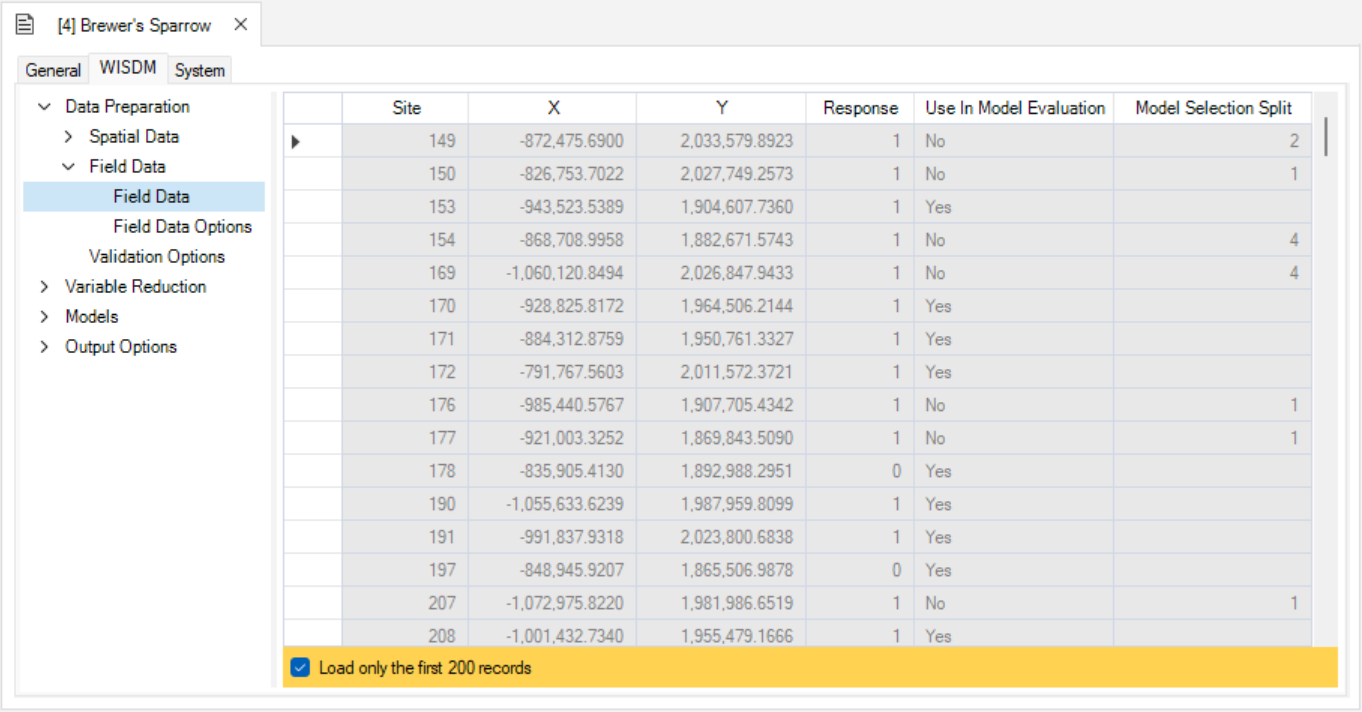 [4] Brewer's Sparrow
General WISDM System
Data Preparation
Spatial Data
Field Data
Field Data
Field Data Options
Validation Options
Variable Reduction
Models
Output Options
Site X Y Response Use In Model Evaluation Model Selection Split
149 -872,475.6900 2,033,579.8923 1 No 2
150 -826,753.7022 2,027,749.2573 1 No 1
153 -943,523.5389 1,904,607.7360 1 Yes
154 -868,708.9958 1,882,671.5743 1 No 4
169 -1,060,120.8494 2,026,847.9433 1 No 4
170 -928,825.8172 1,964,506.2144 1 Yes
171 -884,312.8759 1,950,761.3327 1 Yes
172 -791,767.5603 2,011,572.3721 1 Yes
176 -985,440.5767 1,907,705.4342 1 No 1
177 -921,003.3252 1,869,843.5090 1 No 1
178 -835,905.4130 1,892,988.2951 0 Yes
190 -1,055,633.6239 1,987,959.8099 1 Yes
191 -991,837.9318 2,023,800.6838 1 Yes
197 -848,945.9207 1,865,506.9878 0 Yes
207 -1,072,975.8220 1,981,986.6519 1 No 1
208 -1,001,432.7340 1,955,479.1666 1 Yes
Load only the first 200 records